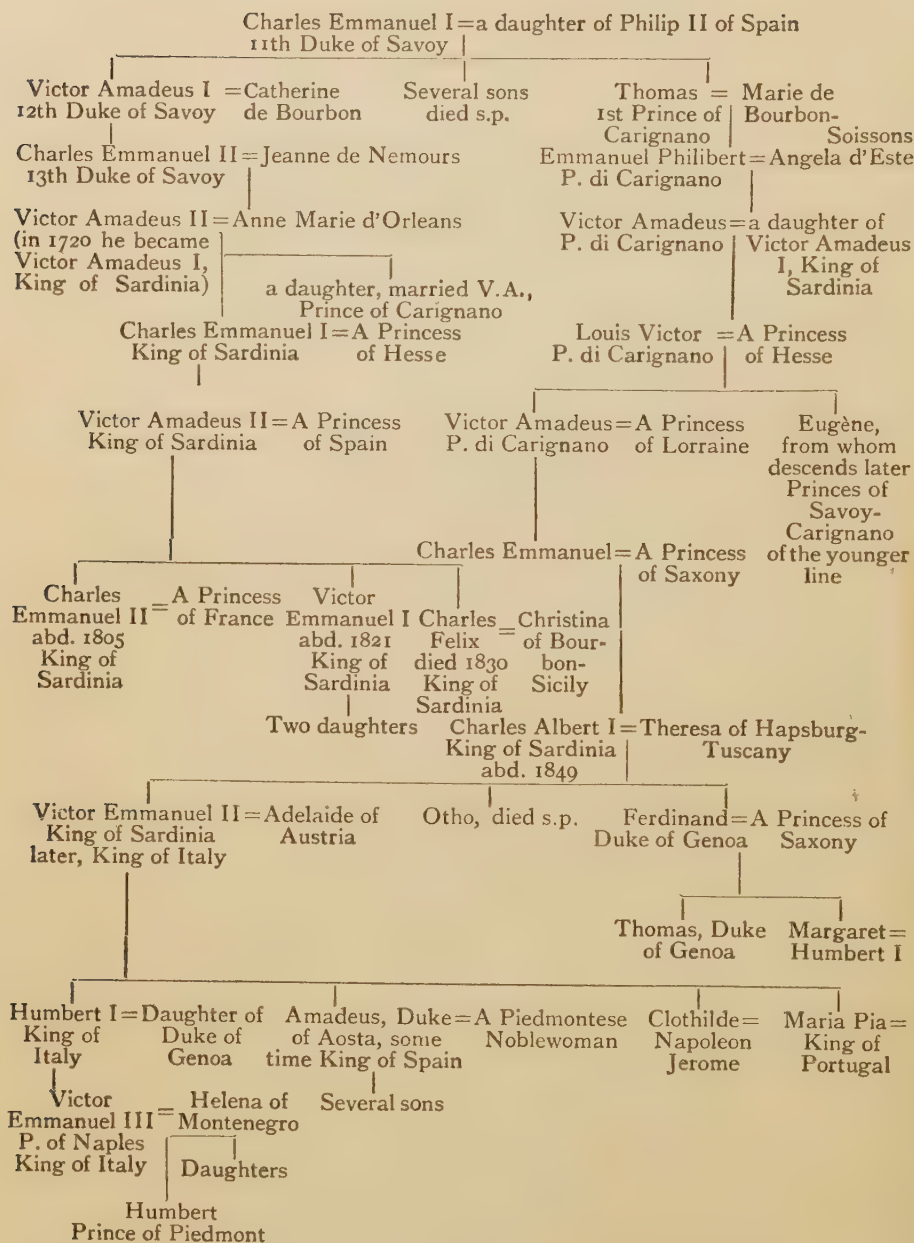 Charles Emmanuel I=a daughter of Philip II of Spain
11th Duke of Savoy
Victor Amadeus I =Catherine
12th Duke of Savoy de Bourbon
Several sons
died s.p.
Thomas = Marie de
1st Prince of Bourbon-
Carignano Soissons
Charles Emmanuel II=Jeanne de Nemours
13th Duke of Savoy
Emmanuel Philibert=Angela d'Este
P. di Carignano
Victor Amadeus II=Anne Marie d'Orleans
(in 1720 he became
Victor Amadeus I,
King of Sardinia)
a daughter, married V.A.,
Prince of Carignano
Victor Amadeus=a daughter of
P. di Carignano Victor Amadeus
I, King of
Sardinia
Charles Emmanuel I=A Princess
King of Sardinia of Hesse
Louis Victor =A Princess
P. di Carignano of Hesse
Victor Amadeus II=A Princess
King of Sardinia of Spain
Victor Amadeus=A Princess
P. di Carignano of Lorraine
Eugène,
from whom
descends later
Princes of
Savoy-
Carignano
of the younger
line
Charles Emmanuel=A Princess
of Saxony
Charles = A Princess
Emmanuel II of France
abd. 1805
King of
Sardinia
Victor
Emmanuel I
abd. 1821
King of
Sardinia
Charles = Christina
Felix of Bour-
died 1830 bon-
King of Sicily
Sardinia
Two daughters
Charles Albert I=Theresa of Hapsburg-
King of Sardinia Tuscany
abd. 1849
Victor Emmanuel II=Adelaide of
King of Sardinia Austria
later, King of Italy
Otho, died s.p.
Ferdinand=A Princess of
Duke of Genoa Saxony
Thomas, Duke
of Genoa
Margaret=
Humbert I
Humbert I=Daughter of
King of Duke of
Italy Genoa
Amadeus, Duke=A Piedmontese
of Aosta, some Noblewoman
time King of Spain
Clothilde=
Napoleon
Jerome
Maria Pia=
King of
Portugal
Victor = Helena of
Emmanuel III Montenegro
P. of Naples
King of Italy
Several sons
Daughters
Humbert
Prince of Piedmont